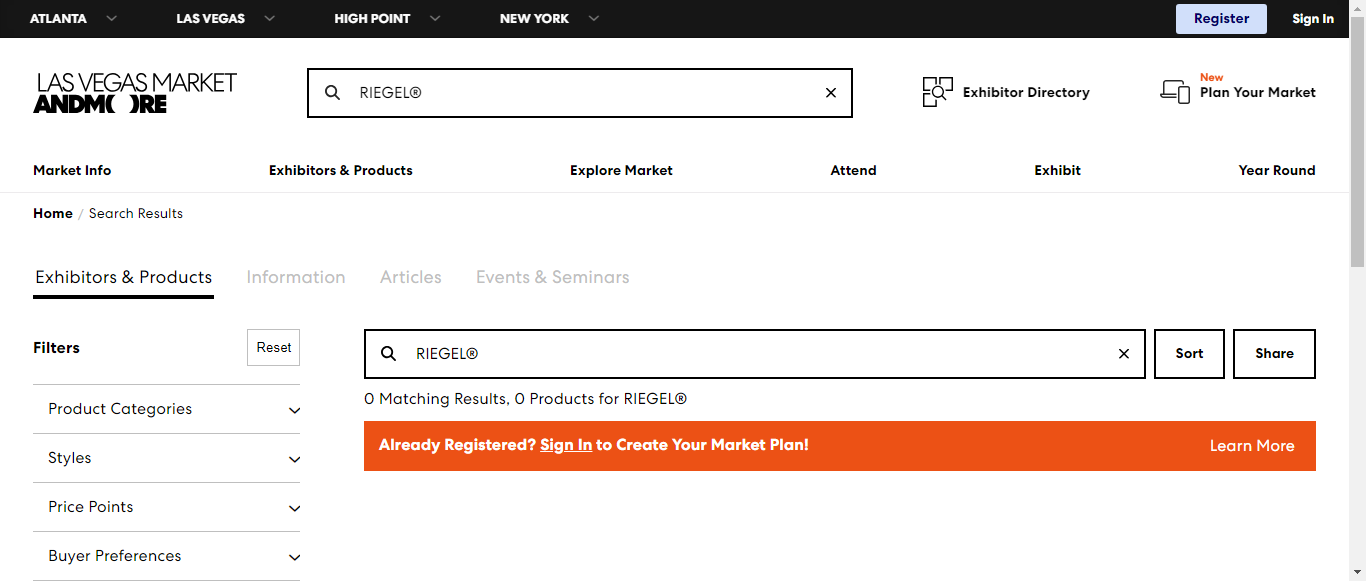 ATLANTA LAS VEGAS HIGH POINT NEW YORK Register Sign In
LAS VEGAS MARKET
ANDMORE
RIEGEL®
Exhibitor Directory
New
Plan Your Market
Market Info Exhibitors & Products Explore Market Attend Exhibit Year Round
Home / Search Results
Exhibitors & Products Information Articles Events & Seminars
Filters Reset
Product Categories
Styles
Price Points
Buyer Preferences
RIEGEL® Sort Share
0 Matching Results, 0 Products for RIEGEL®
Already Registered? Sign In to Create Your Market Plan! Learn More